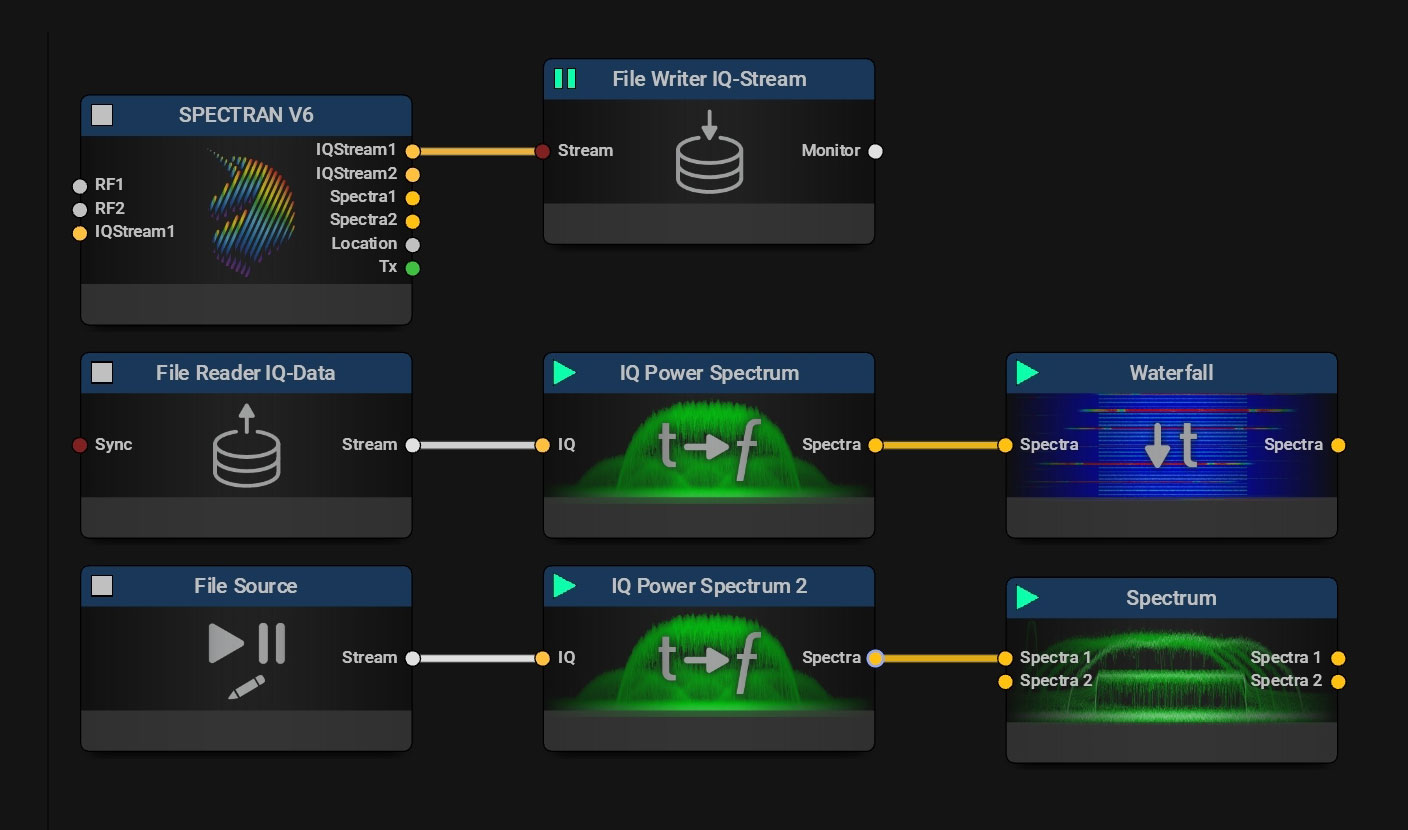 File Writer IQ-Stream
SPECTRAN V6
IQStream1
Stream
Monitor
IQStream2
RF1
Spectra1
RF2
Spectra2
IQStream1
Location
Tx
File Reader IQ-Data
IQ Power Spectrum
Waterfall
Sync
Stream
IQ
t → f
Spectra
Spectra
↓ t
Spectra
File Source
IQ Power Spectrum 2
Spectrum
Stream
IQ
t → f
Spectra
Spectra 1
Spectra 1
Spectra 2
Spectra 2